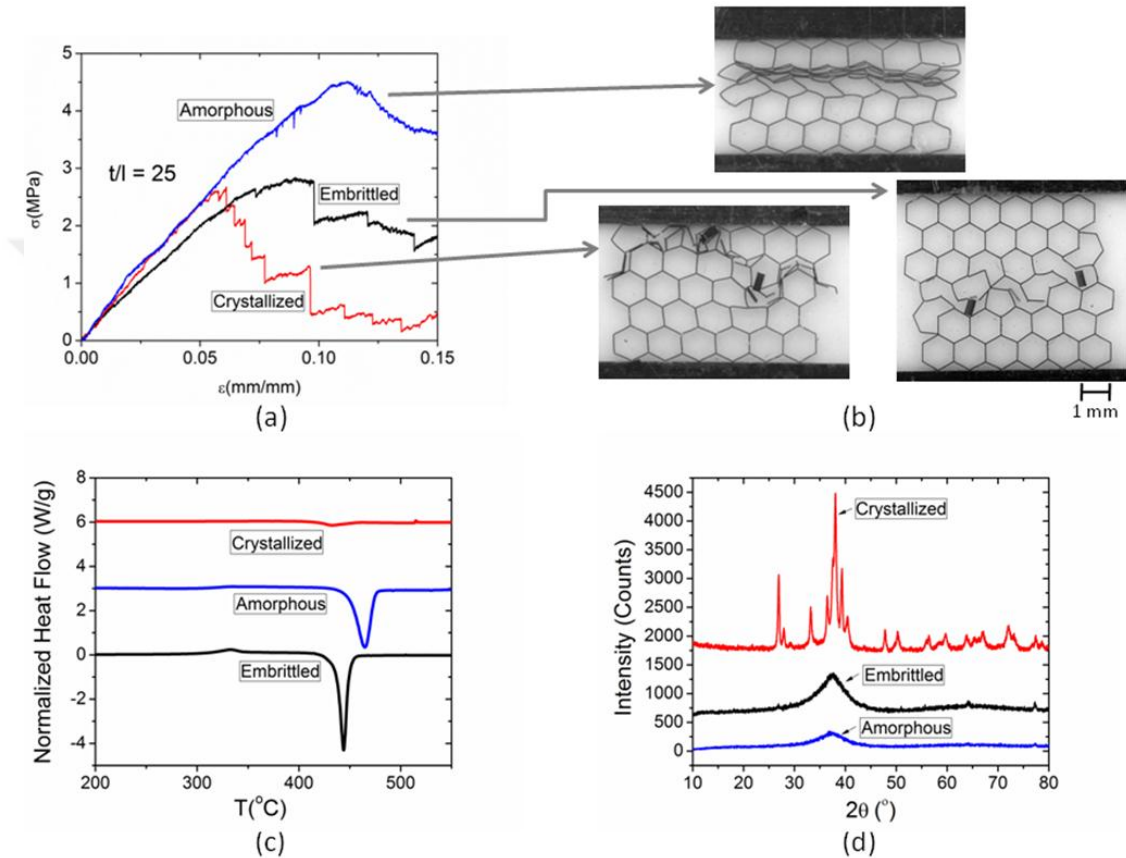 5
4
3
2
1
0
σ(MPa)
Amorphous
t/l = 25
Embrittled
Crystallized
0.00
0.05
0.10
0.15
ε(mm/mm)
(a)
1 mm
(b)
8
6
4
2
0
-2
-4
Normalized Heat Flow (W/g)
Crystallized
Amorphous
Embrittled
200
300
400
500
T(°C)
(c)
4500
4000
3500
3000
2500
2000
1500
1000
500
0
Intensity (Counts)
Crystallized
Embrittled
Amorphous
10
20
30
40
50
60
70
80
2θ (°)
(d)